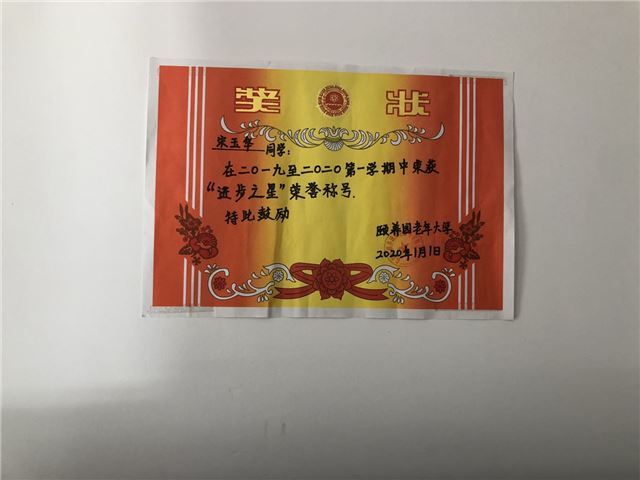 奖 状
宋玉华 同学:
在二〇一九至二〇二〇第一学期中荣获
“进步之星”荣誉称号.
特此鼓励
颐养园老年大学
2020年1月1日